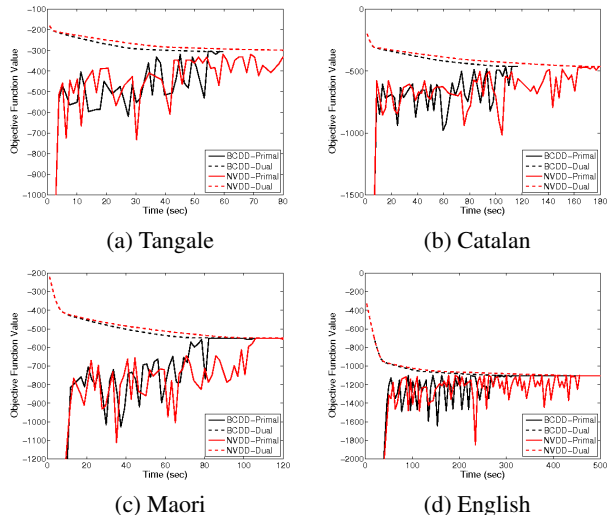 −100
−200
−300
−400
−500
−600
−700
−800
−900
−1000
Objective Function Value
BCDD−Primal
BCDD−Dual
NVDD−Primal
NVDD−Dual
0 10 20 30 40 50 60 70 80
Time (sec)
(a) Tangale
0
−500
−1000
−1500
Objective Function Value
BCDD−Primal
BCDD−Dual
NVDD−Primal
NVDD−Dual
0 20 40 60 80 100 120 140 160 180
Time (sec)
(b) Catalan
−200
−300
−400
−500
−600
−700
−800
−900
−1000
−1100
−1200
Objective Function Value
BCDD−Primal
BCDD−Dual
NVDD−Primal
NVDD−Dual
0 20 40 60 80 100 120
Time (sec)
(c) Maori
0
−200
−400
−600
−800
−1000
−1200
−1400
−1600
−1800
−2000
Objective Function Value
BCDD−Primal
BCDD−Dual
NVDD−Primal
NVDD−Dual
0 100 200 300 400 500
Time (sec)
(d) English